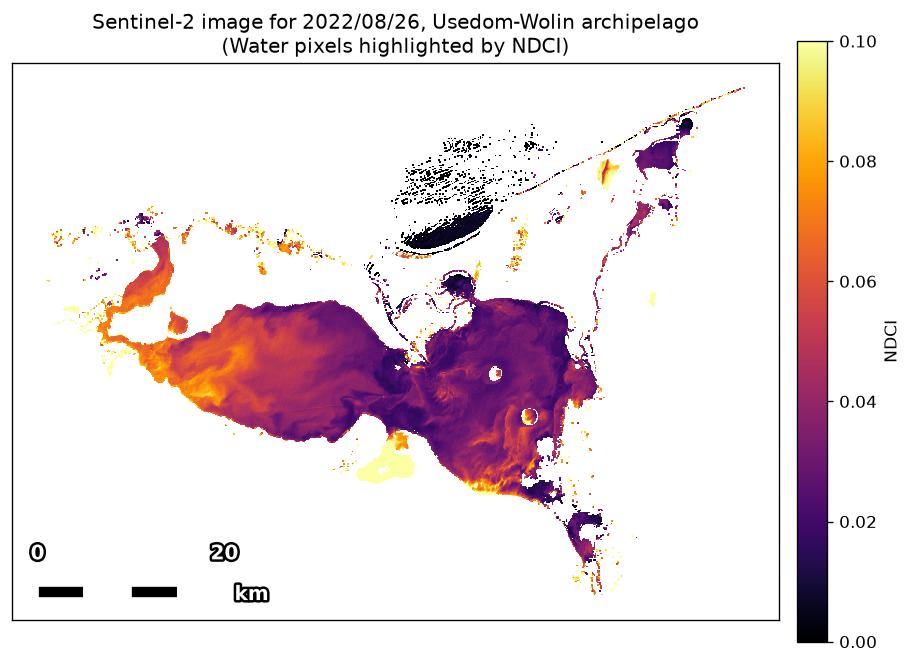 Sentinel-2 image for 2022/08/26, Usedom-Wolin archipelago
(Water pixels highlighted by NDCI)
0.10
0.08
0.06
NDCI
0.04
0.02
0.00
0 20
km